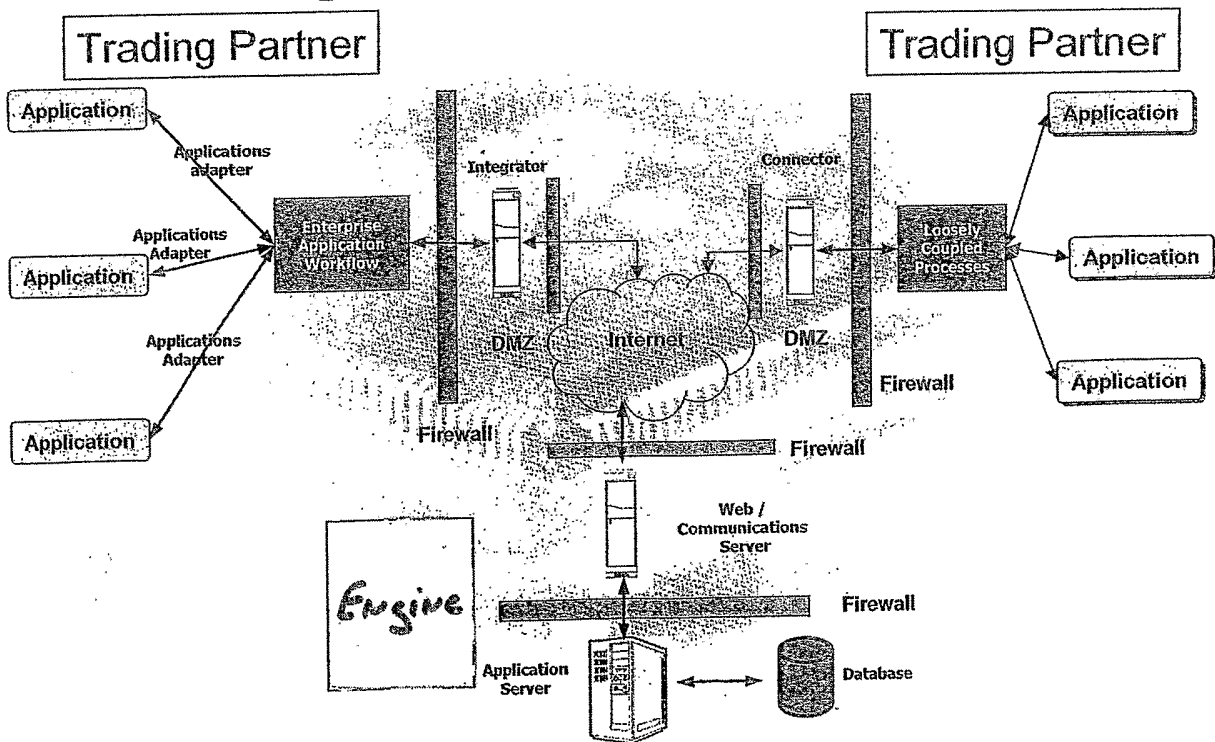 Trading Partner
Trading Partner
Application
Applications
adapter
Applications
Adapter
Application
Applications
Adapter
Application
Enterprise
Application
Workflow
Integrator
DMZ
Firewall
Internet
Connector
DMZ
Firewall
Loosely
Coupled
Processes
Application
Application
Application
Firewall
Web /
Communications
Server
Engine
Firewall
Application
Server
Database